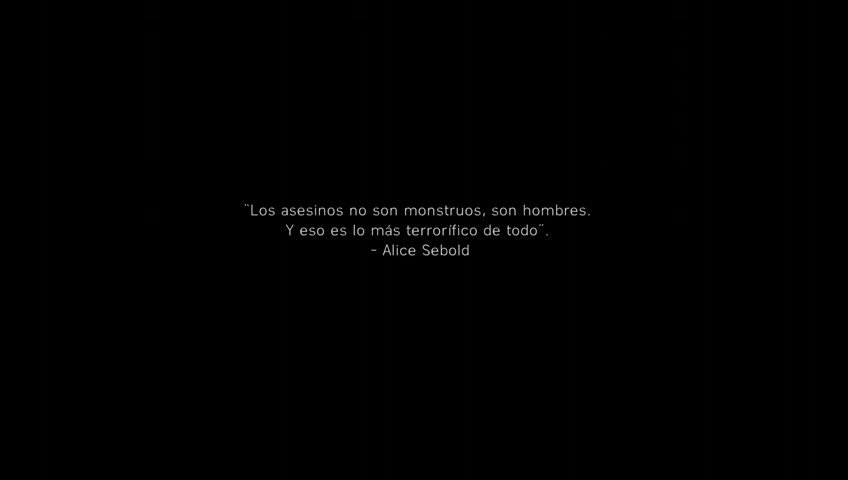 “Los asesinos no son monstruos, son hombres.
Y eso es lo más terrorífico de todo”.
- Alice Sebold